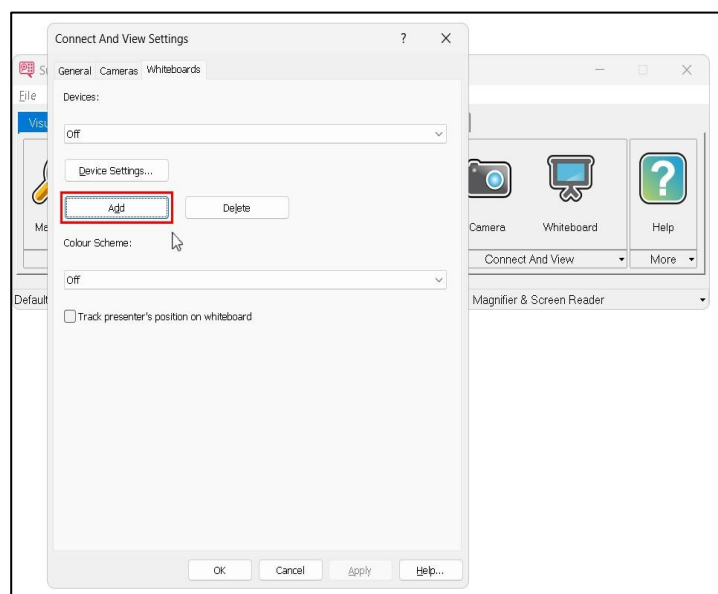 Connect And View Settings
General Cameras Whiteboards
File
Devices:
Off
Device Settings...
Add Delete
Camera Whiteboard Help
Colour Scheme:
Connect And View More
Off
Default
Magnifier & Screen Reader
Track presenter's position on whiteboard
OK Cancel Apply Help...